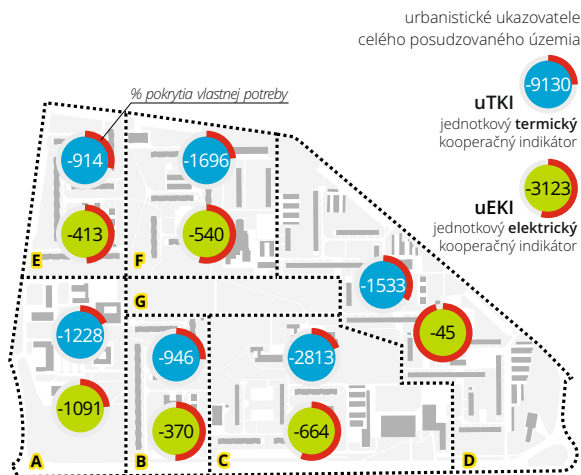 urbanistické ukazovatele
celého posudzovaného územia
-9130
uTKI
jednotkový termický
kooperačný indikátor
-3123
uEKI
jednotkový elektrický
kooperačný indikátor
% pokrytia vlastnej potreby
-914
-1696
-413
-540
E
F
-1533
G
-45
-1228
-946
-2813
-1091
-370
-664
A
B
C
D